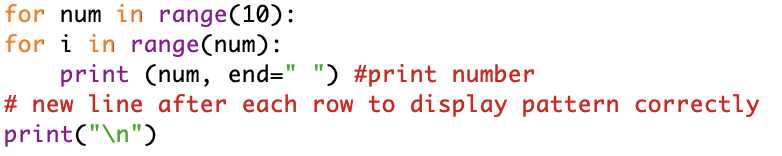 for num in range(10):
for i in range(num):
    print (num, end=" ") #print number
# new line after each row to display pattern correctly
print("\n")